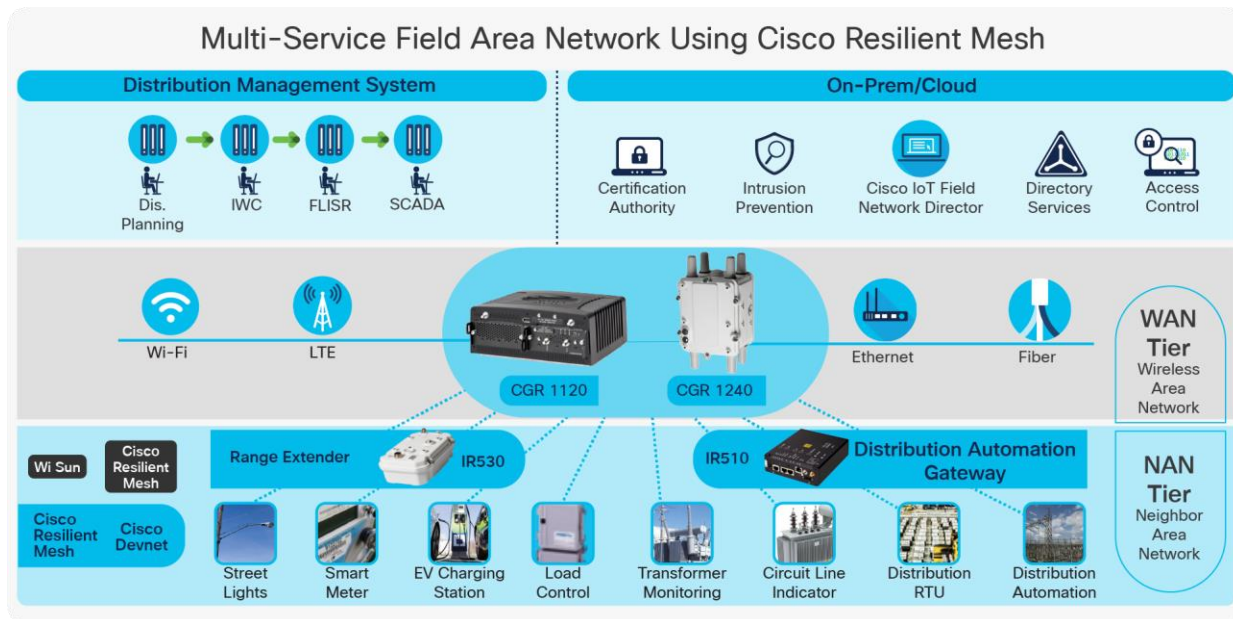 Multi-Service Field Area Network Using Cisco Resilient Mesh
Distribution Management System
On-Prem/Cloud
Dis.
Planning
IWC
FLISR
SCADA
Certification
Authority
Intrusion
Prevention
Cisco IoT Field
Network Director
Directory
Services
Access
Control
Wi-Fi
LTE
CGR 1120
CGR 1240
Ethernet
Fiber
WAN
Tier
Wireless
Area
Network
Wi Sun
Cisco
Resilient
Mesh
Range Extender
IR530
IR510
Distribution Automation
Gateway
NAN
Tier
Neighbor
Area
Network
Cisco
Resilient
Mesh
Cisco
Devnet
Street
Lights
Smart
Meter
EV Charging
Station
Load
Control
Transformer
Monitoring
Circuit Line
Indicator
Distribution
RTU
Distribution
Automation